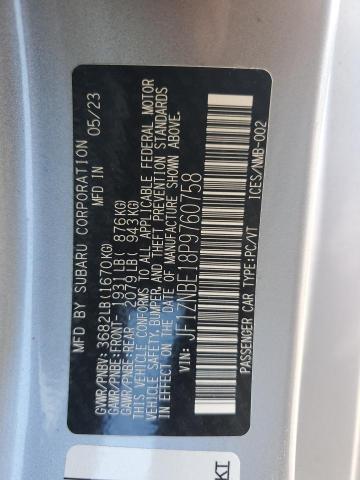 MFD BY SUBARU CORPORATION 05/23
MFD IN
GVWR/PNBV: 3682LB(1670KG)
GAWR/PNBE:FRONT- 1931LB( 876KG)
GAWR/PNBE:REAR - 2079LB( 943KG)
THIS VEHICLE CONFORMS TO ALL APPLICABLE FEDERAL MOTOR
VEHICLE SAFETY, BUMPER, AND THEFT PREVENTION STANDARDS
IN EFFECT ON THE DATE OF MANUFACTURE SHOWN ABOVE.
VIN: JF1ZNBE18P9760758
PASSENGER CAR TYPE:PC/VT ICES/NMB-002
KI